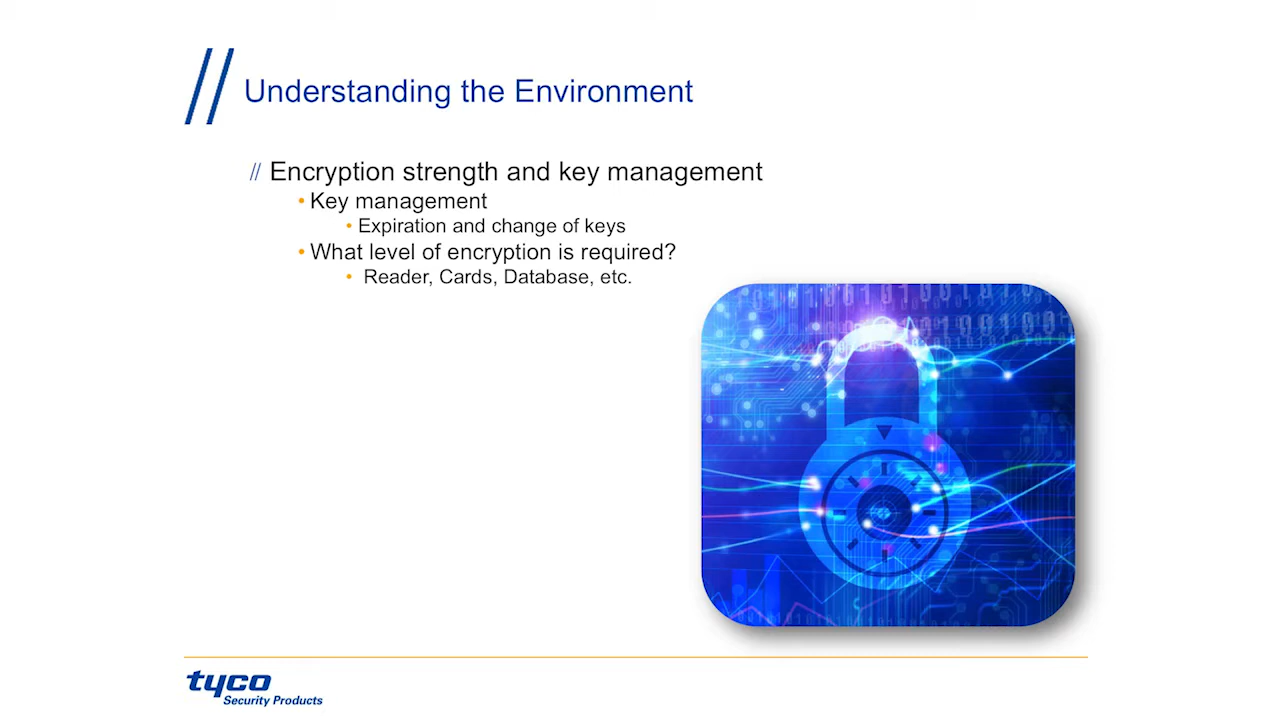 // Understanding the Environment
// Encryption strength and key management
• Key management
• Expiration and change of keys
• What level of encryption is required?
• Reader, Cards, Database, etc.
tyco
Security Products